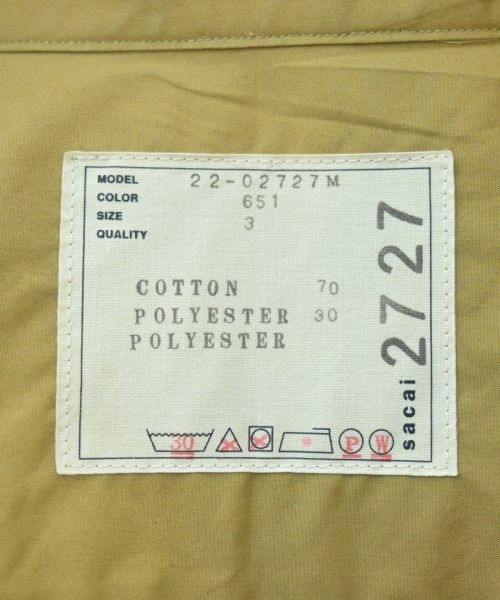 MODEL 22-02727M
COLOR 651
SIZE 3
QUALITY
COTTON 70
POLYESTER 30
POLYESTER
30 P W
sacai 2727